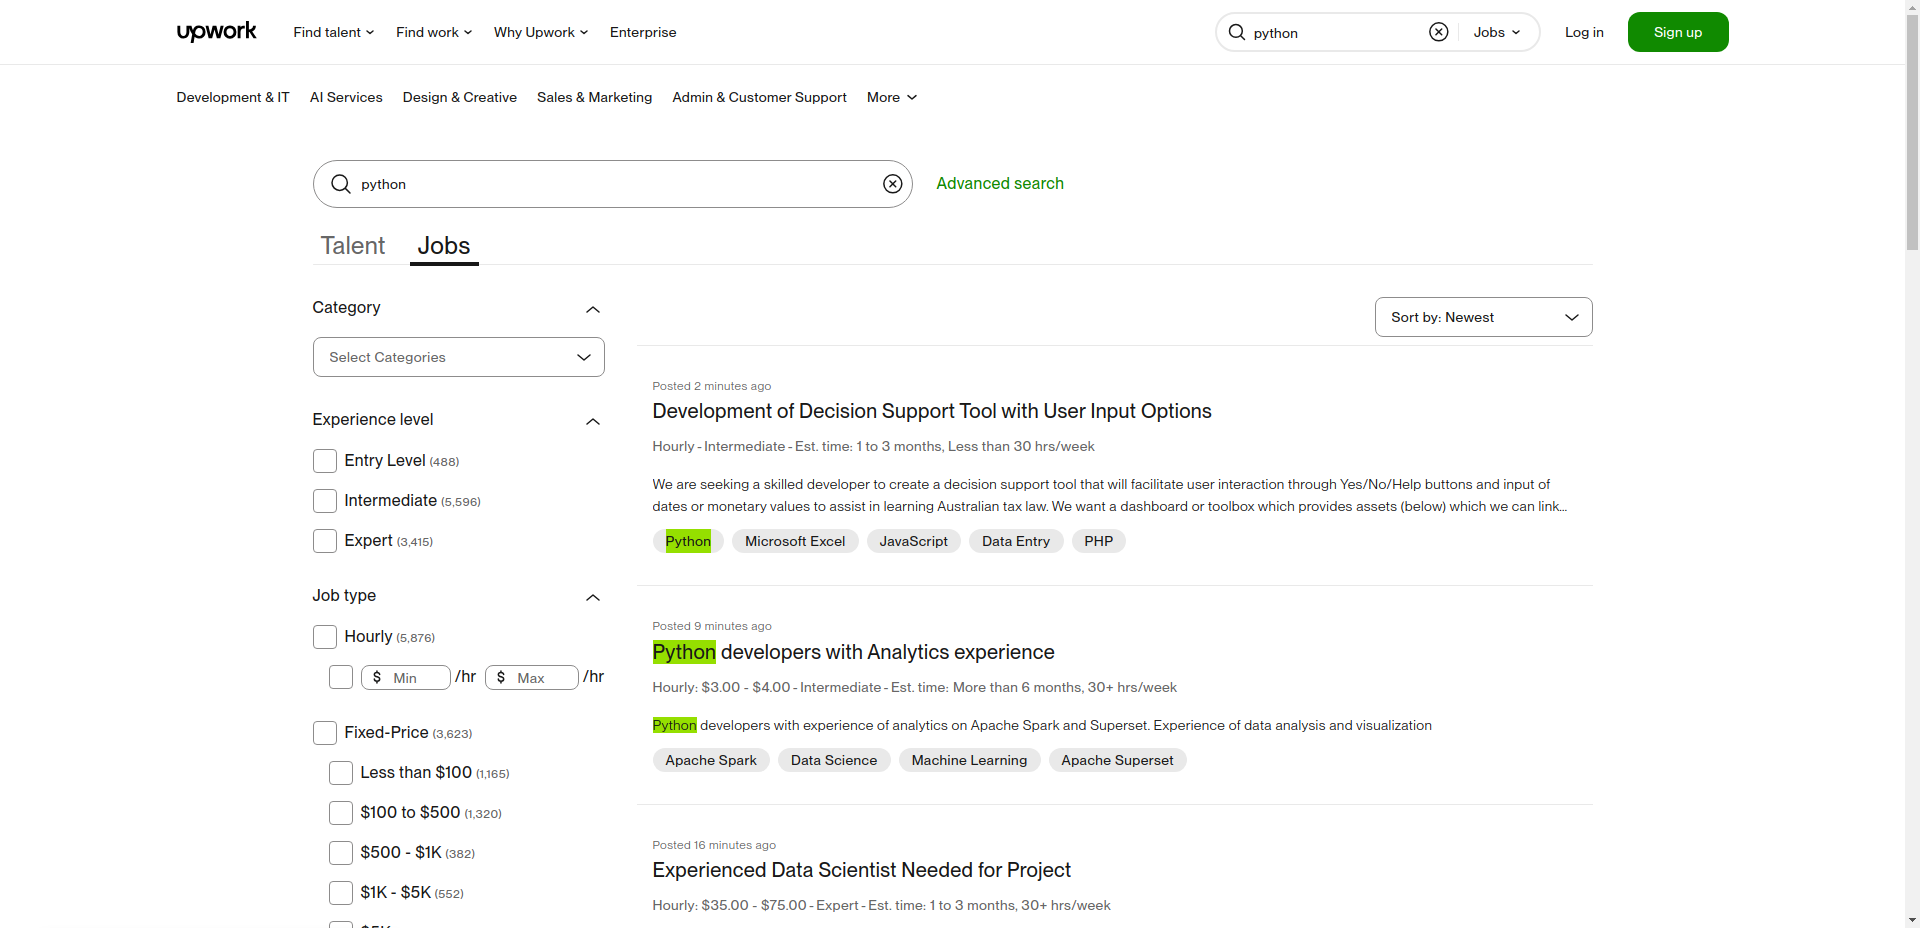 upwork
Find talent
Find work
Why Upwork
Enterprise
python
Jobs
Log in
Sign up
Development & IT
AI Services
Design & Creative
Sales & Marketing
Admin & Customer Support
More
python
Advanced search
Talent
Jobs
Category
Select Categories
Experience level
Entry Level (488)
Intermediate (5,596)
Expert (3,415)
Job type
Hourly (5,876)
$ Min /hr $ Max /hr
Fixed-Price (3,623)
Less than $100 (1,165)
$100 to $500 (1,320)
$500 - $1K (382)
$1K - $5K (552)
Sort by: Newest
Posted 2 minutes ago
Development of Decision Support Tool with User Input Options
Hourly - Intermediate - Est. time: 1 to 3 months, Less than 30 hrs/week
We are seeking a skilled developer to create a decision support tool that will facilitate user interaction through Yes/No/Help buttons and input of
dates or monetary values to assist in learning Australian tax law. We want a dashboard or toolbox which provides assets (below) which we can link...
Python
Microsoft Excel
JavaScript
Data Entry
PHP
Posted 9 minutes ago
Python developers with Analytics experience
Hourly: $3.00 - $4.00 - Intermediate - Est. time: More than 6 months, 30+ hrs/week
Python developers with experience of analytics on Apache Spark and Superset. Experience of data analysis and visualization
Apache Spark
Data Science
Machine Learning
Apache Superset
Posted 16 minutes ago
Experienced Data Scientist Needed for Project
Hourly: $35.00 - $75.00 - Expert - Est. time: 1 to 3 months, 30+ hrs/week